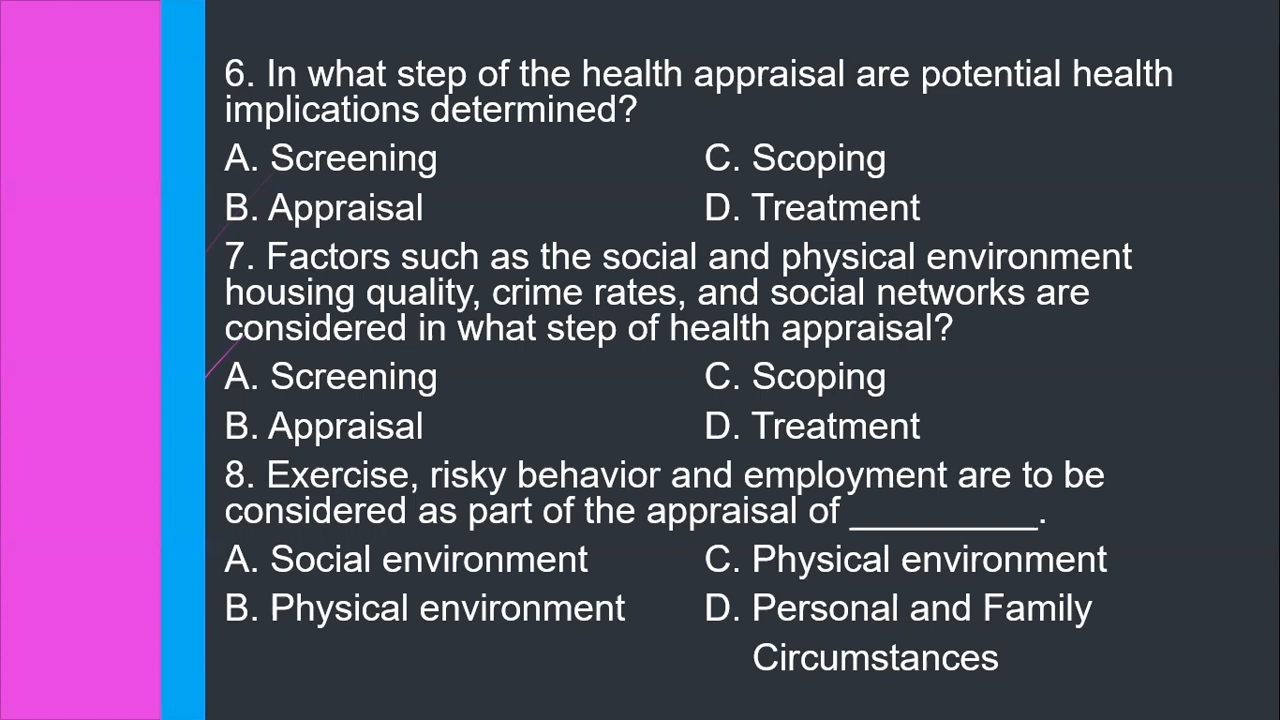 6. In what step of the health appraisal are potential health
implications determined?
A. Screening C. Scoping
B. Appraisal D. Treatment
7. Factors such as the social and physical environment
housing quality, crime rates, and social networks are
considered in what step of health appraisal?
A. Screening C. Scoping
B. Appraisal D. Treatment
8. Exercise, risky behavior and employment are to be
considered as part of the appraisal of _________.
A. Social environment C. Physical environment
B. Physical environment D. Personal and Family
Circumstances